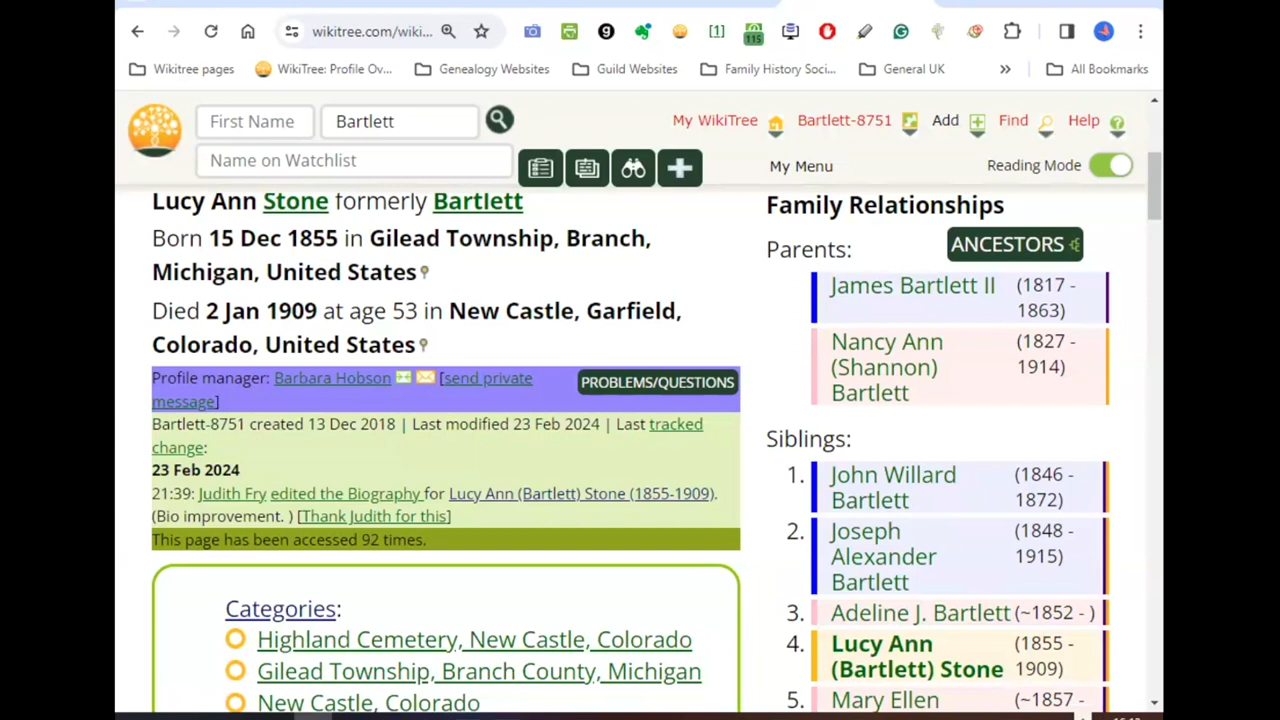 wikitree.com/wiki...
[1]
115
Wikitree pages
WikiTree: Profile Ov...
Genealogy Websites
Guild Websites
Family History Soci...
General UK
»
All Bookmarks
First Name
Bartlett
My WikiTree
Bartlett-8751
Add
Find
Help
Name on Watchlist
My Menu
Reading Mode
Lucy Ann Stone formerly Bartlett
Born 15 Dec 1855 in Gilead Township, Branch,
Michigan, United States
Died 2 Jan 1909 at age 53 in New Castle, Garfield,
Colorado, United States
Profile manager: Barbara Hobson [send private
message]
PROBLEMS/QUESTIONS
Bartlett-8751 created 13 Dec 2018 | Last modified 23 Feb 2024 | Last tracked
change:
23 Feb 2024
21:39: Judith Fry edited the Biography for Lucy Ann (Bartlett) Stone (1855-1909).
(Bio improvement. ) [Thank Judith for this]
This page has been accessed 92 times.
Categories:
Highland Cemetery, New Castle, Colorado
Gilead Township, Branch County, Michigan
New Castle, Colorado
Family Relationships
Parents:
ANCESTORS
James Bartlett II (1817 -
1863)
Nancy Ann (1827 -
(Shannon) 1914)
Bartlett
Siblings:
1. John Willard (1846 -
Bartlett 1872)
2. Joseph (1848 -
Alexander 1915)
Bartlett
3. Adeline J. Bartlett (~1852 - )
4. Lucy Ann (1855 -
(Bartlett) Stone 1909)
5. Mary Ellen (~1857 -